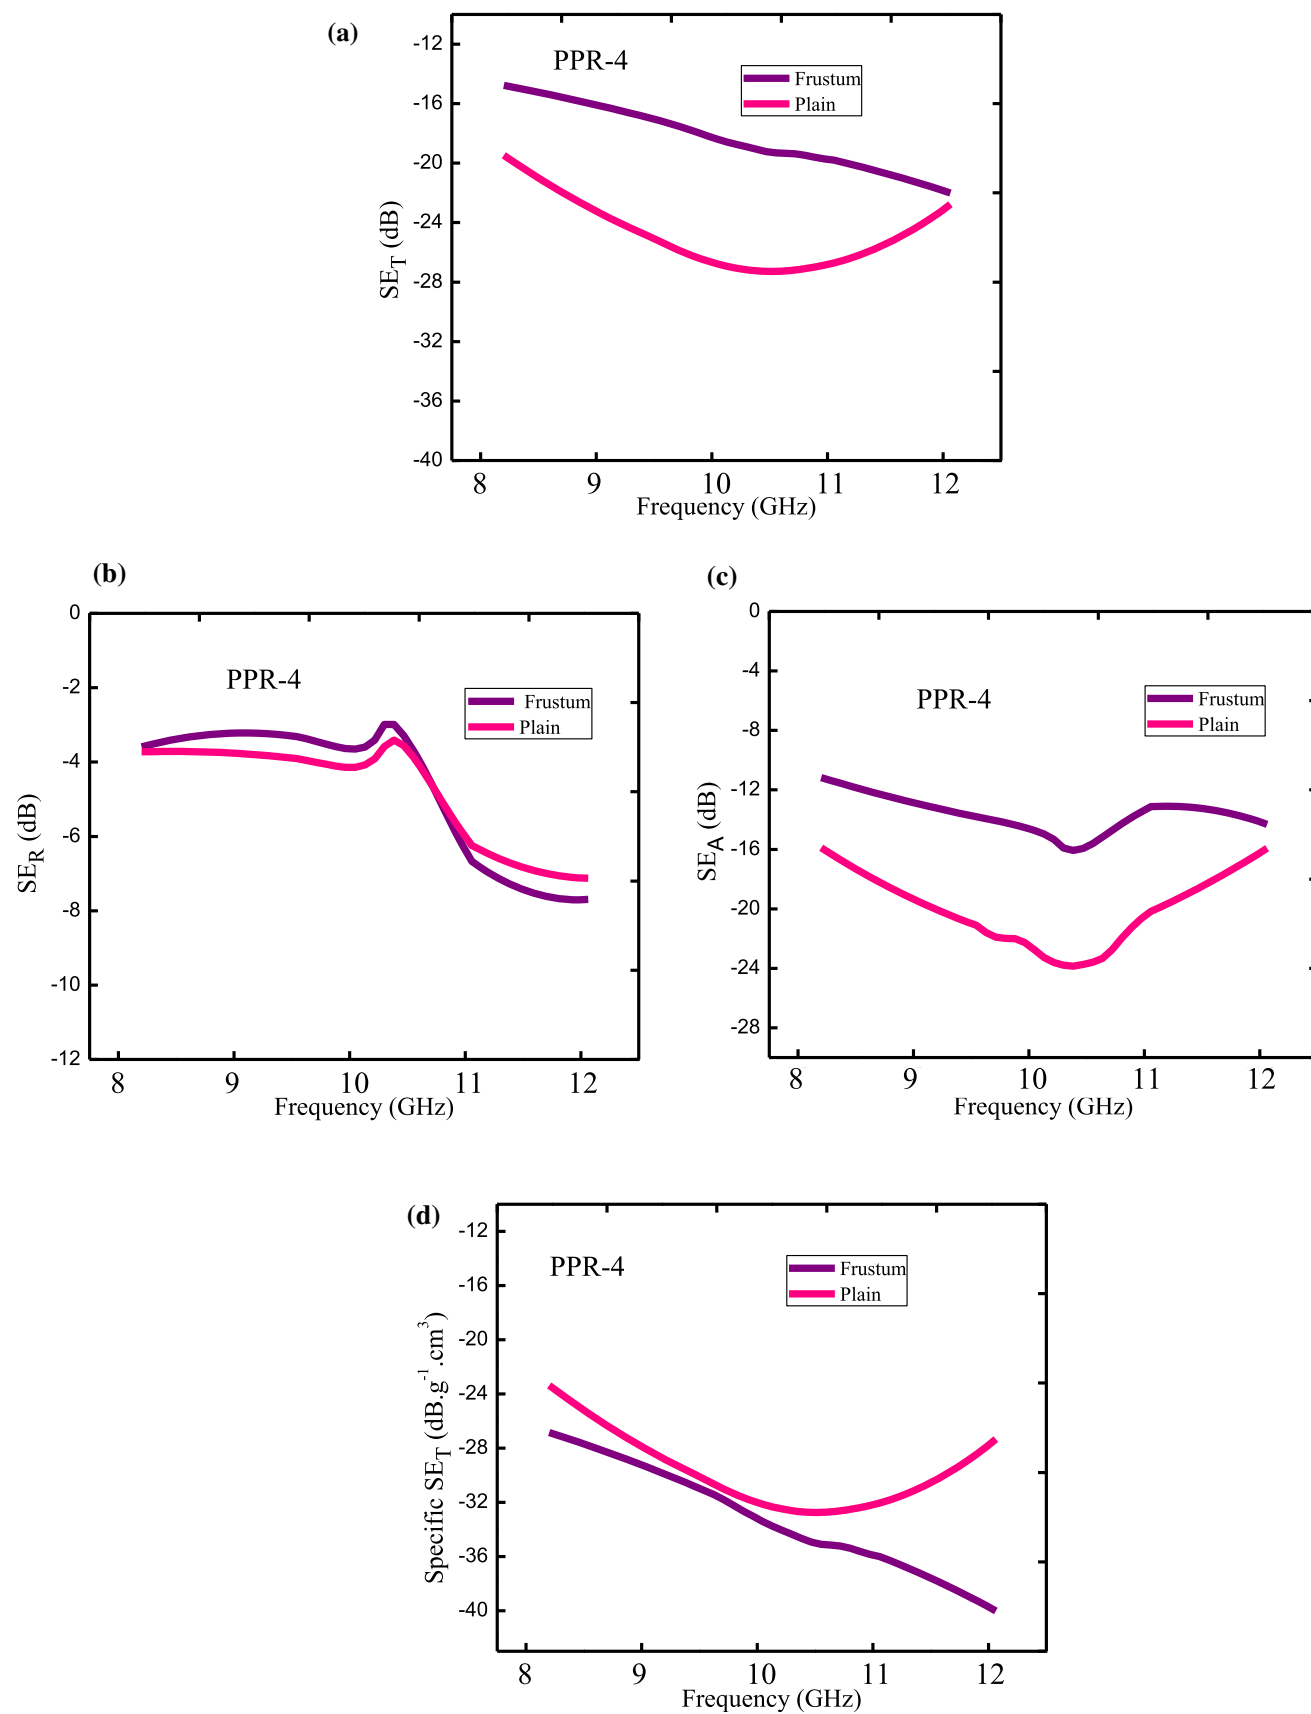 (a)
PPR-4
Frustum
Plain
-12
-16
-20
-24
-28
-32
-36
-40
SE_T (dB)
8 9 10 11 12
Frequency (GHz)
(b)
PPR-4
Frustum
Plain
0
-2
-4
-6
-8
-10
-12
SE_R (dB)
8 9 10 11 12
Frequency (GHz)
(c)
PPR-4
Frustum
Plain
0
-4
-8
-12
-16
-20
-24
-28
SE_A (dB)
8 9 10 11 12
Frequency (GHz)
(d)
PPR-4
Frustum
Plain
-12
-16
-20
-24
-28
-32
-36
-40
Specific SE_T (dB.g⁻¹.cm³)
8 9 10 11 12
Frequency (GHz)